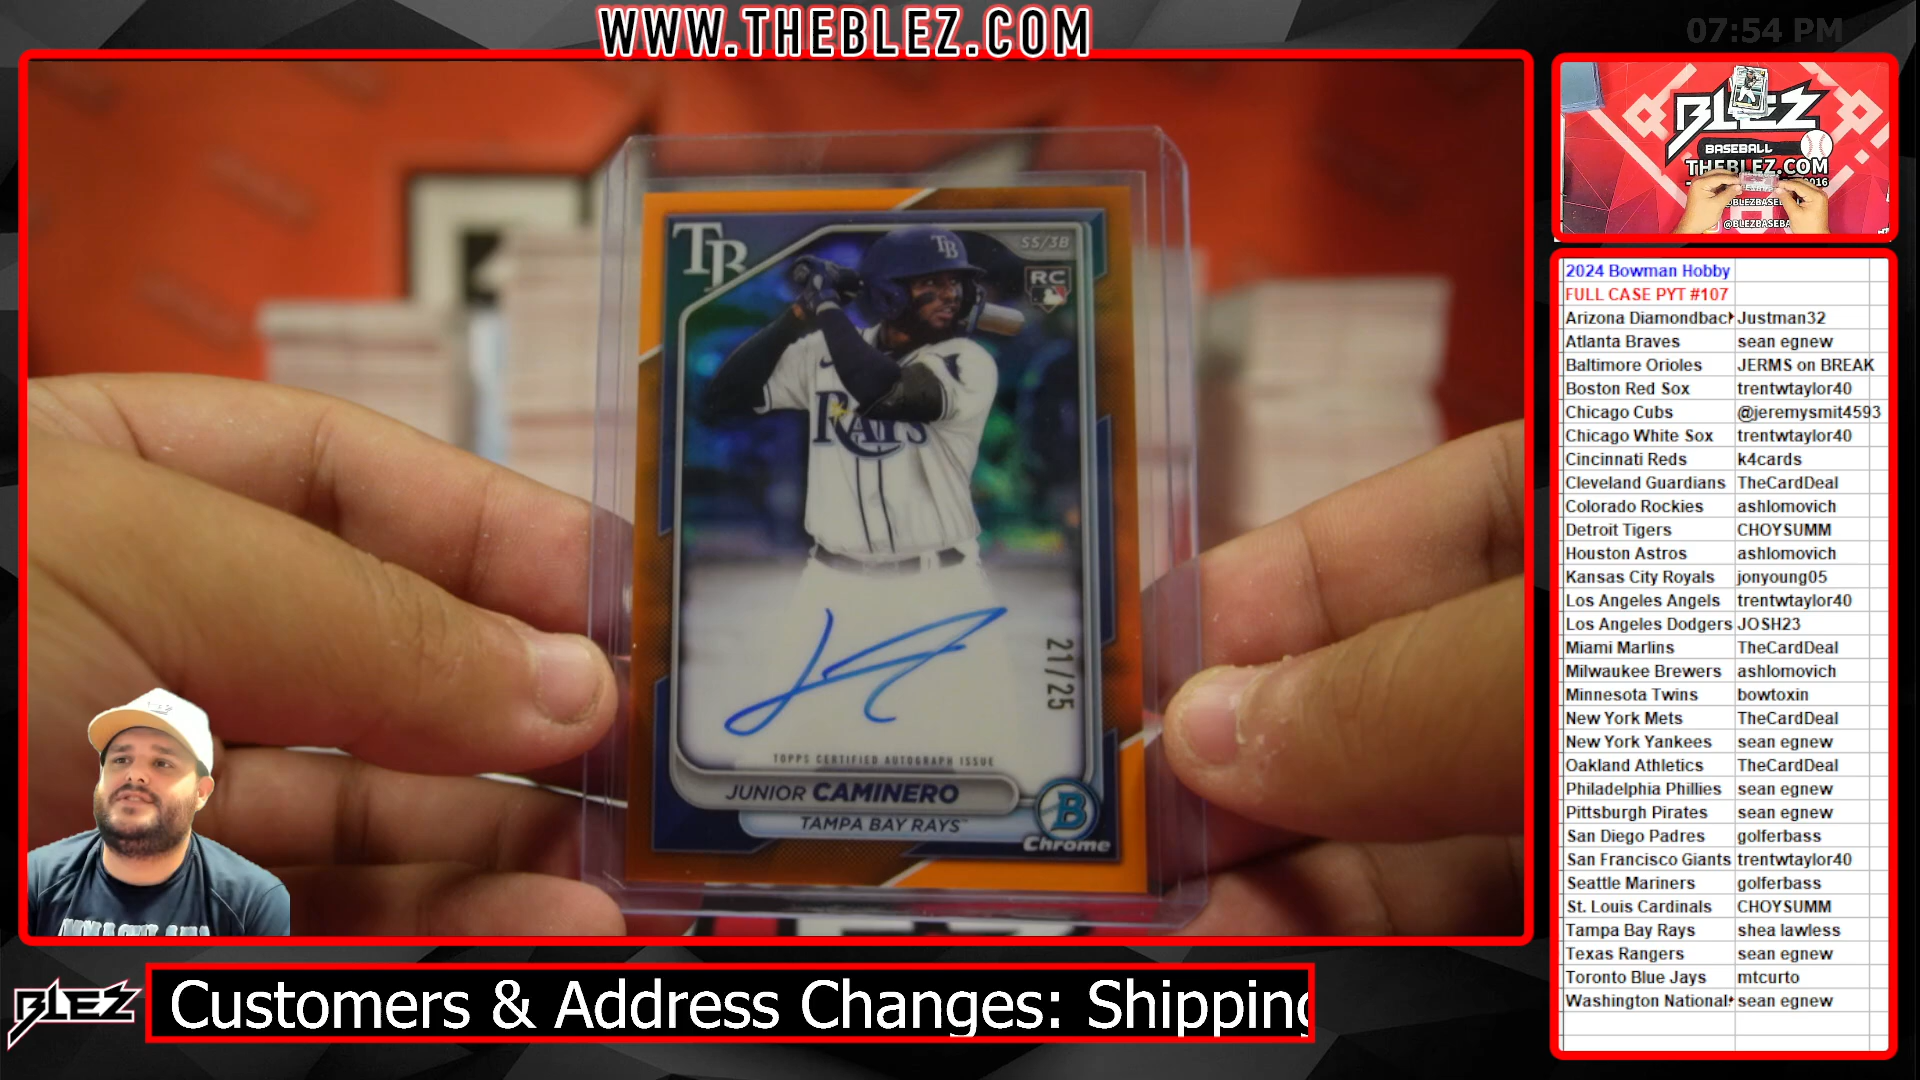 WWW.THEBLEZ.COM
07:54 PM
TB
TB
SS/3B
RC
RAYS
21/25
TOPPS CERTIFIED AUTOGRAPH ISSUE
JUNIOR CAMINERO
TAMPA BAY RAYS
B
Chrome
BLEZ
BASEBALL
THEBLEZ.COM
2024 Bowman Hobby
FULL CASE PYT #107
Arizona Diamondbac Justman32
Atlanta Braves sean egnew
Baltimore Orioles JERMS on BREAK
Boston Red Sox trentwtaylor40
Chicago Cubs @jeremysmit4593
Chicago White Sox trentwtaylor40
Cincinnati Reds k4cards
Cleveland Guardians TheCardDeal
Colorado Rockies ashlomovich
Detroit Tigers CHOYSUMM
Houston Astros ashlomovich
Kansas City Royals jonyoung05
Los Angeles Angels trentwtaylor40
Los Angeles Dodgers JOSH23
Miami Marlins TheCardDeal
Milwaukee Brewers ashlomovich
Minnesota Twins bowtoxin
New York Mets TheCardDeal
New York Yankees sean egnew
Oakland Athletics TheCardDeal
Philadelphia Phillies sean egnew
Pittsburgh Pirates sean egnew
San Diego Padres golferbass
San Francisco Giants trentwtaylor40
Seattle Mariners golferbass
St. Louis Cardinals CHOYSUMM
Tampa Bay Rays shea lawless
Texas Rangers sean egnew
Toronto Blue Jays mtcurto
Washington National sean egnew
BLEZ
Customers & Address Changes: Shipping